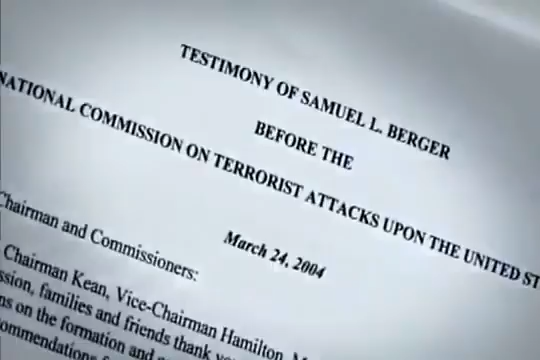 TESTIMONY OF SAMUEL L. BERGER
BEFORE THE
NATIONAL COMMISSION ON TERRORIST ATTACKS UPON THE UNITED ST
March 24, 2004
Chairman and Commissioners:
Chairman Kean, Vice-Chairman Hamilton,
families and friends thank
on the formation and